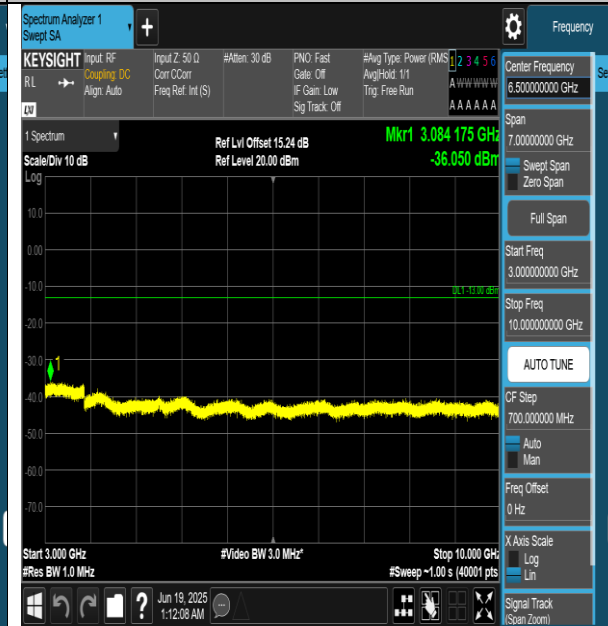 Spectrum Analyzer 1
Swept SA
+
Frequency
KEYSIGHT
RL
LXI
Input: RF
Coupling: DC
Align: Auto
Input Z: 50 Ω
Corr CCorr
Freq Ref: Int (S)
#Atten: 30 dB
PNO: Fast
Gate: Off
IF Gain: Low
Sig Track: Off
#Avg Type: Power (RMS
Avg|Hold: 1/1
Trig: Free Run
1 2 3 4 5 6
A W W W W W
A A A A A A
1 Spectrum
Scale/Div 10 dB
Ref Lvl Offset 15.24 dB
Ref Level 20.00 dBm
Mkr1 3.084 175 GHz
-36.050 dBm
Log
10.0
0.00
-10.0
DL1 -13.00 dBm
-20.0
-30.0
1
-40.0
-50.0
-60.0
-70.0
Start 3.000 GHz
#Res BW 1.0 MHz
#Video BW 3.0 MHz*
Stop 10.000 GHz
#Sweep ~1.00 s (40001 pts
Center Frequency
6.500000000 GHz
Span
7.00000000 GHz
Swept Span
Zero Span
Full Span
Start Freq
3.000000000 GHz
Stop Freq
10.000000000 GHz
AUTO TUNE
CF Step
700.000000 MHz
Auto
Man
Freq Offset
0 Hz
X Axis Scale
Log
Lin
Signal Track
(Span Zoom)
?
Jun 19, 2025
1:12:08 AM